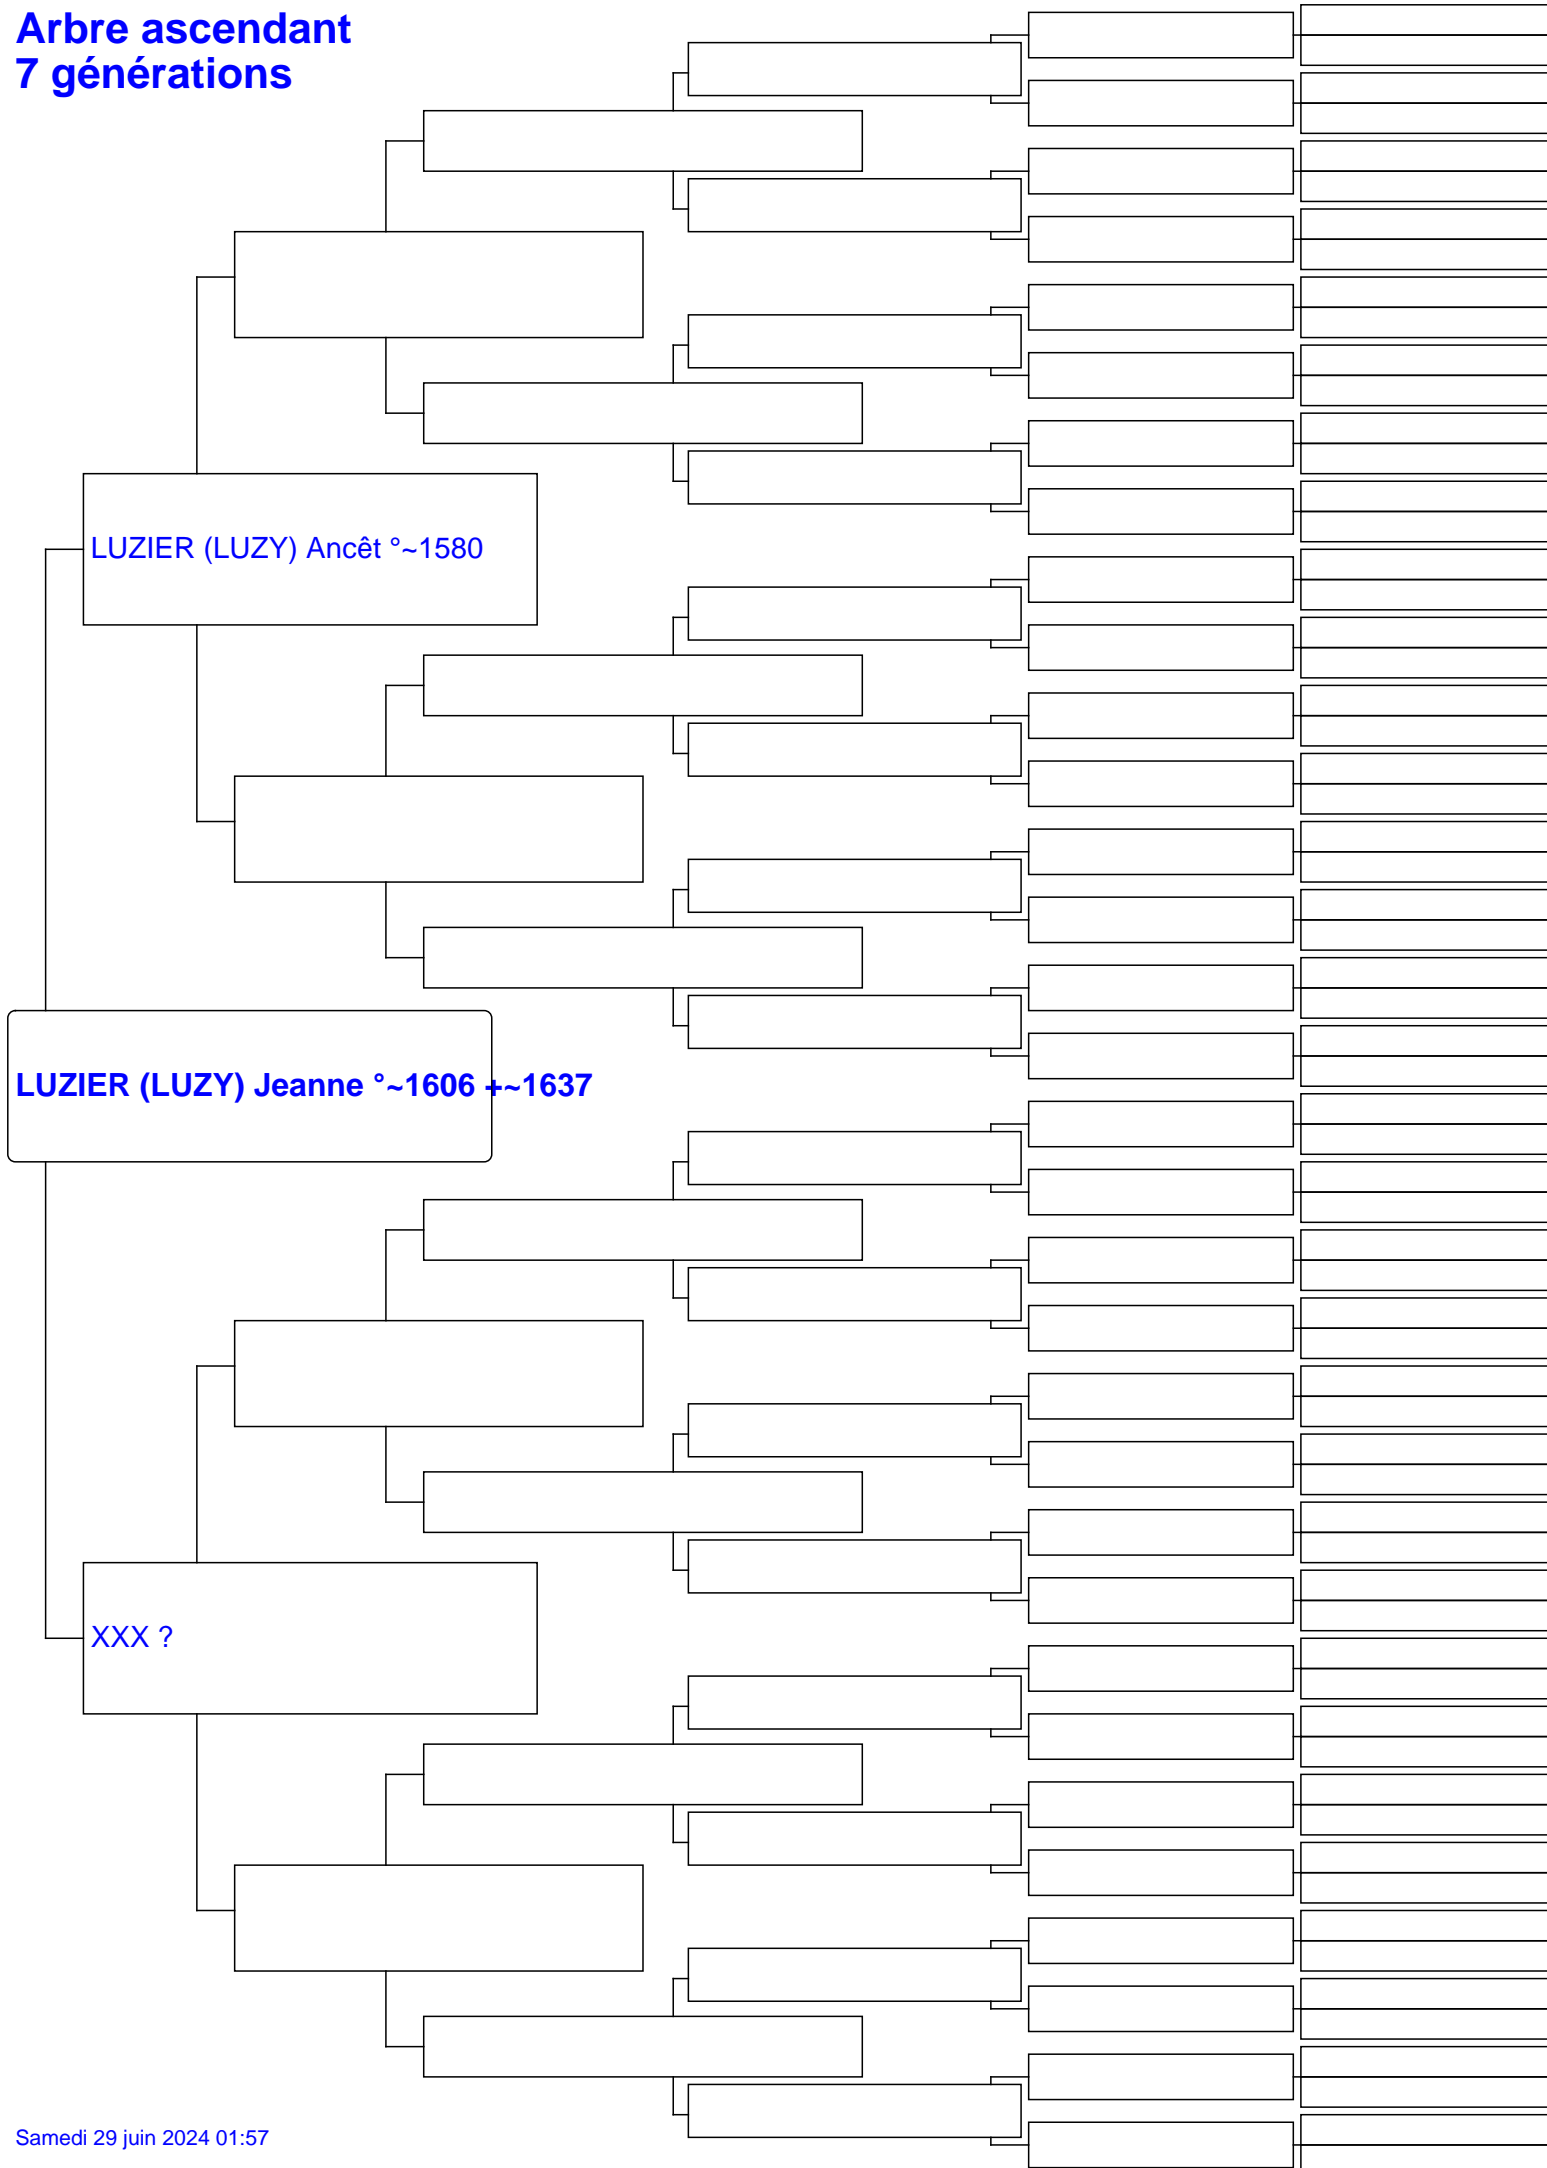 Arbre ascendant
7 générations
LUZIER (LUZY) Ancêt °~1580
LUZIER (LUZY) Jeanne °~1606 +~1637
XXX ?
Samedi 29 juin 2024 01:57